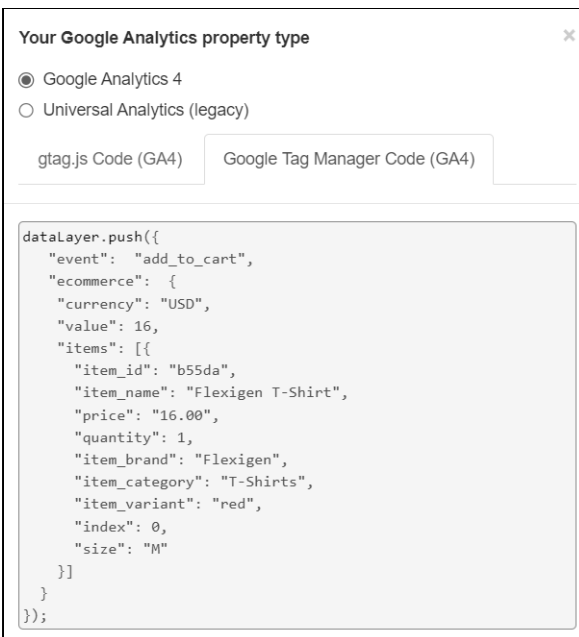 Your Google Analytics property type
×
Google Analytics 4
Universal Analytics (legacy)
gtag.js Code (GA4) Google Tag Manager Code (GA4)
dataLayer.push({
"event": "add_to_cart",
"ecommerce": {
"currency": "USD",
"value": 16,
"items": [{
"item_id": "b55da",
"item_name": "Flexigen T-Shirt",
"price": "16.00",
"quantity": 1,
"item_brand": "Flexigen",
"item_category": "T-Shirts",
"item_variant": "red",
"index": 0,
"size": "M"
}]
}
});